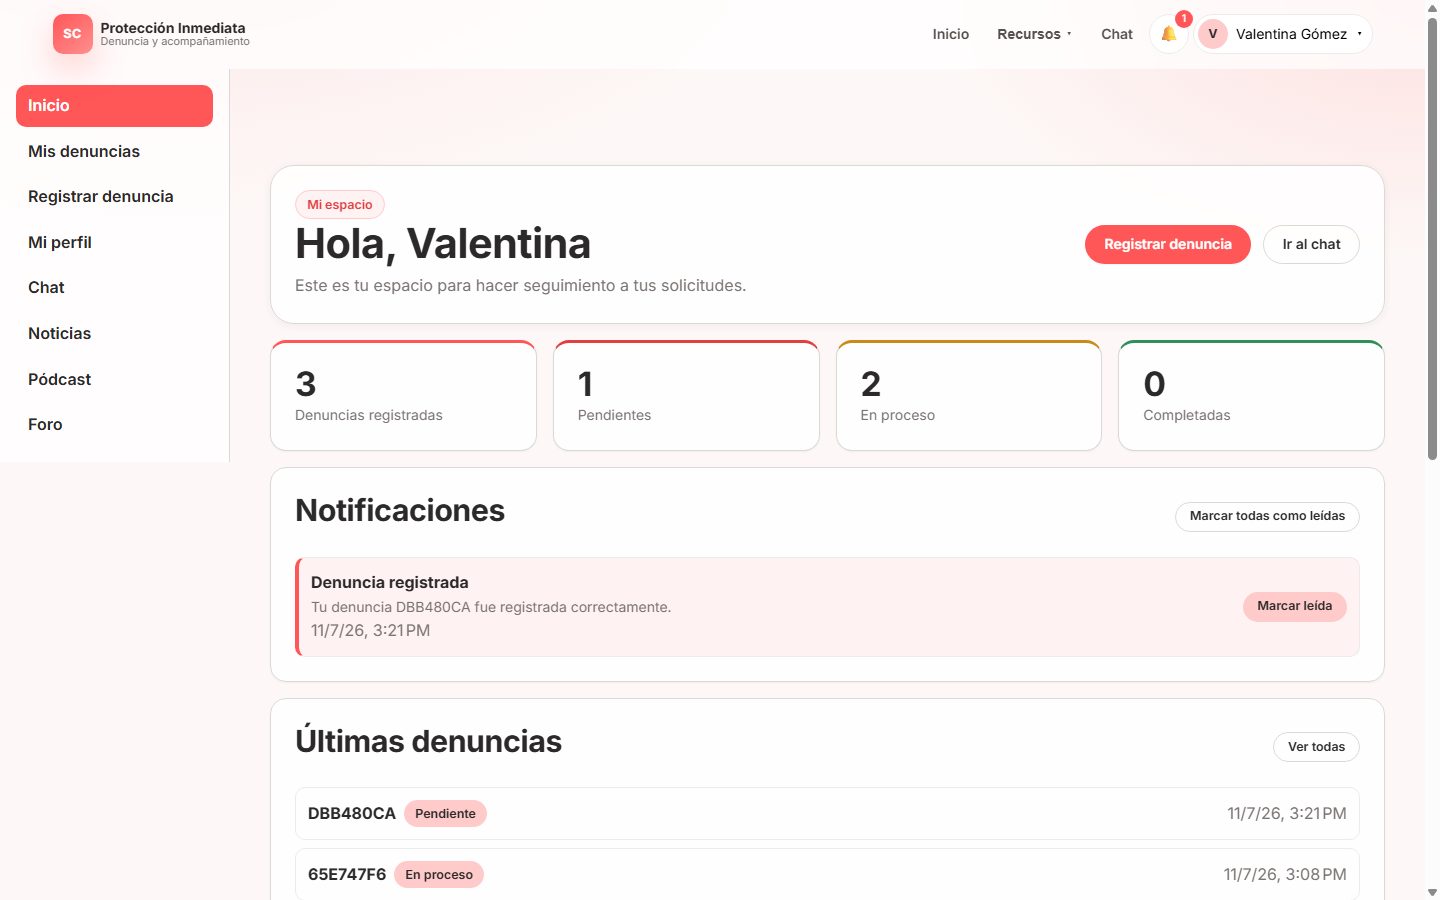 SC
Protección Inmediata
Denuncia y acompañamiento
Inicio
Recursos
Chat
1
V
Valentina Gómez
Inicio
Mis denuncias
Registrar denuncia
Mi perfil
Chat
Noticias
Pódcast
Foro
Mi espacio
Hola, Valentina
Este es tu espacio para hacer seguimiento a tus solicitudes.
Registrar denuncia
Ir al chat
3
Denuncias registradas
1
Pendientes
2
En proceso
0
Completadas
Notificaciones
Marcar todas como leídas
Denuncia registrada
Tu denuncia DBB480CA fue registrada correctamente.
11/7/26, 3:21 PM
Marcar leída
Últimas denuncias
Ver todas
DBB480CA Pendiente 11/7/26, 3:21 PM
65E747F6 En proceso 11/7/26, 3:08 PM